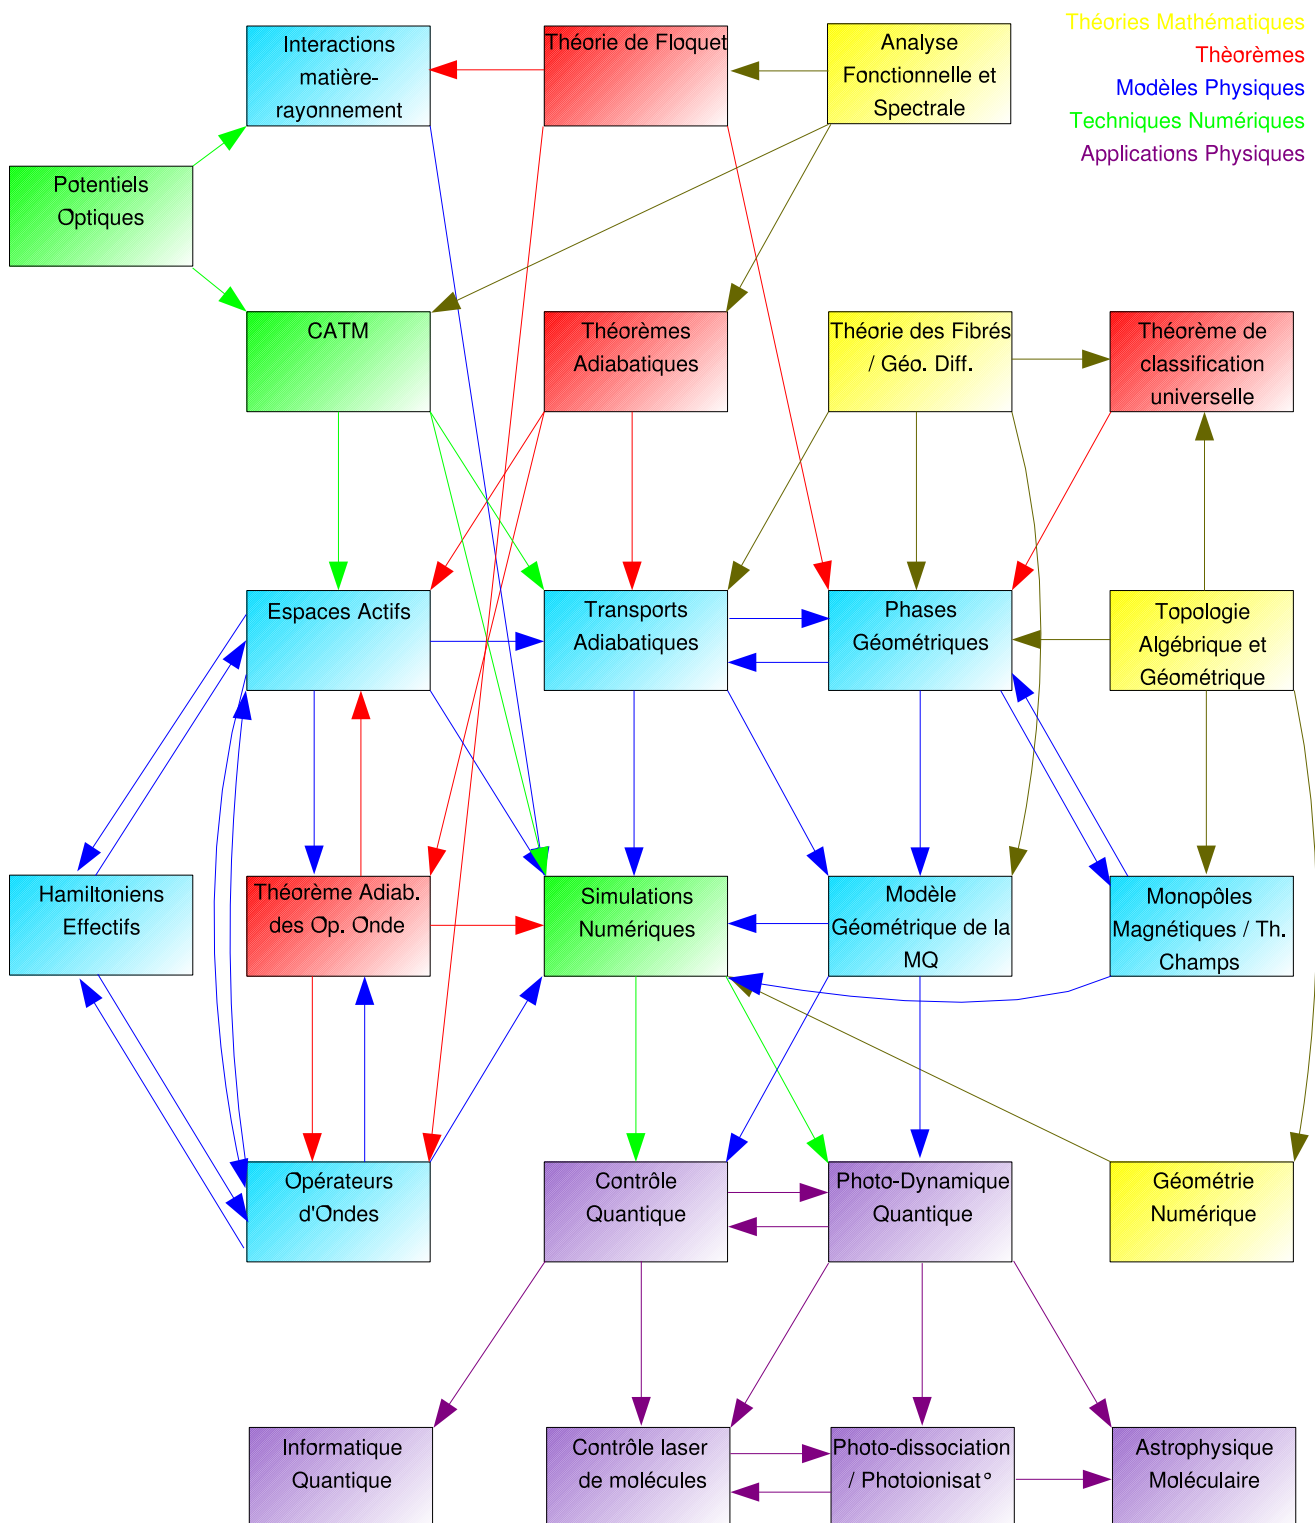 Interactions
matière-
rayonnement
Théorie de Floquet
Analyse
Fonctionnelle et
Spectrale
Théories Mathématiques
Thèorèmes
Modèles Physiques
Techniques Numériques
Applications Physiques
Potentiels
Optiques
CATM
Théorèmes
Adiabatiques
Théorie des Fibrés
/ Géo. Diff.
Théorème de
classification
universelle
Espaces Actifs
Transports
Adiabatiques
Phases
Géométriques
Topologie
Algébrique et
Géométrique
Hamiltoniens
Effectifs
Théorème Adiab.
des Op. Onde
Simulations
Numériques
Modèle
Géométrique de la
MQ
Monopôles
Magnétiques / Th.
Champs
Opérateurs
d'Ondes
Contrôle
Quantique
Photo-Dynamique
Quantique
Géométrie
Numérique
Informatique
Quantique
Contrôle laser
de molécules
Photo-dissociation
/ Photoionisat°
Astrophysique
Moléculaire